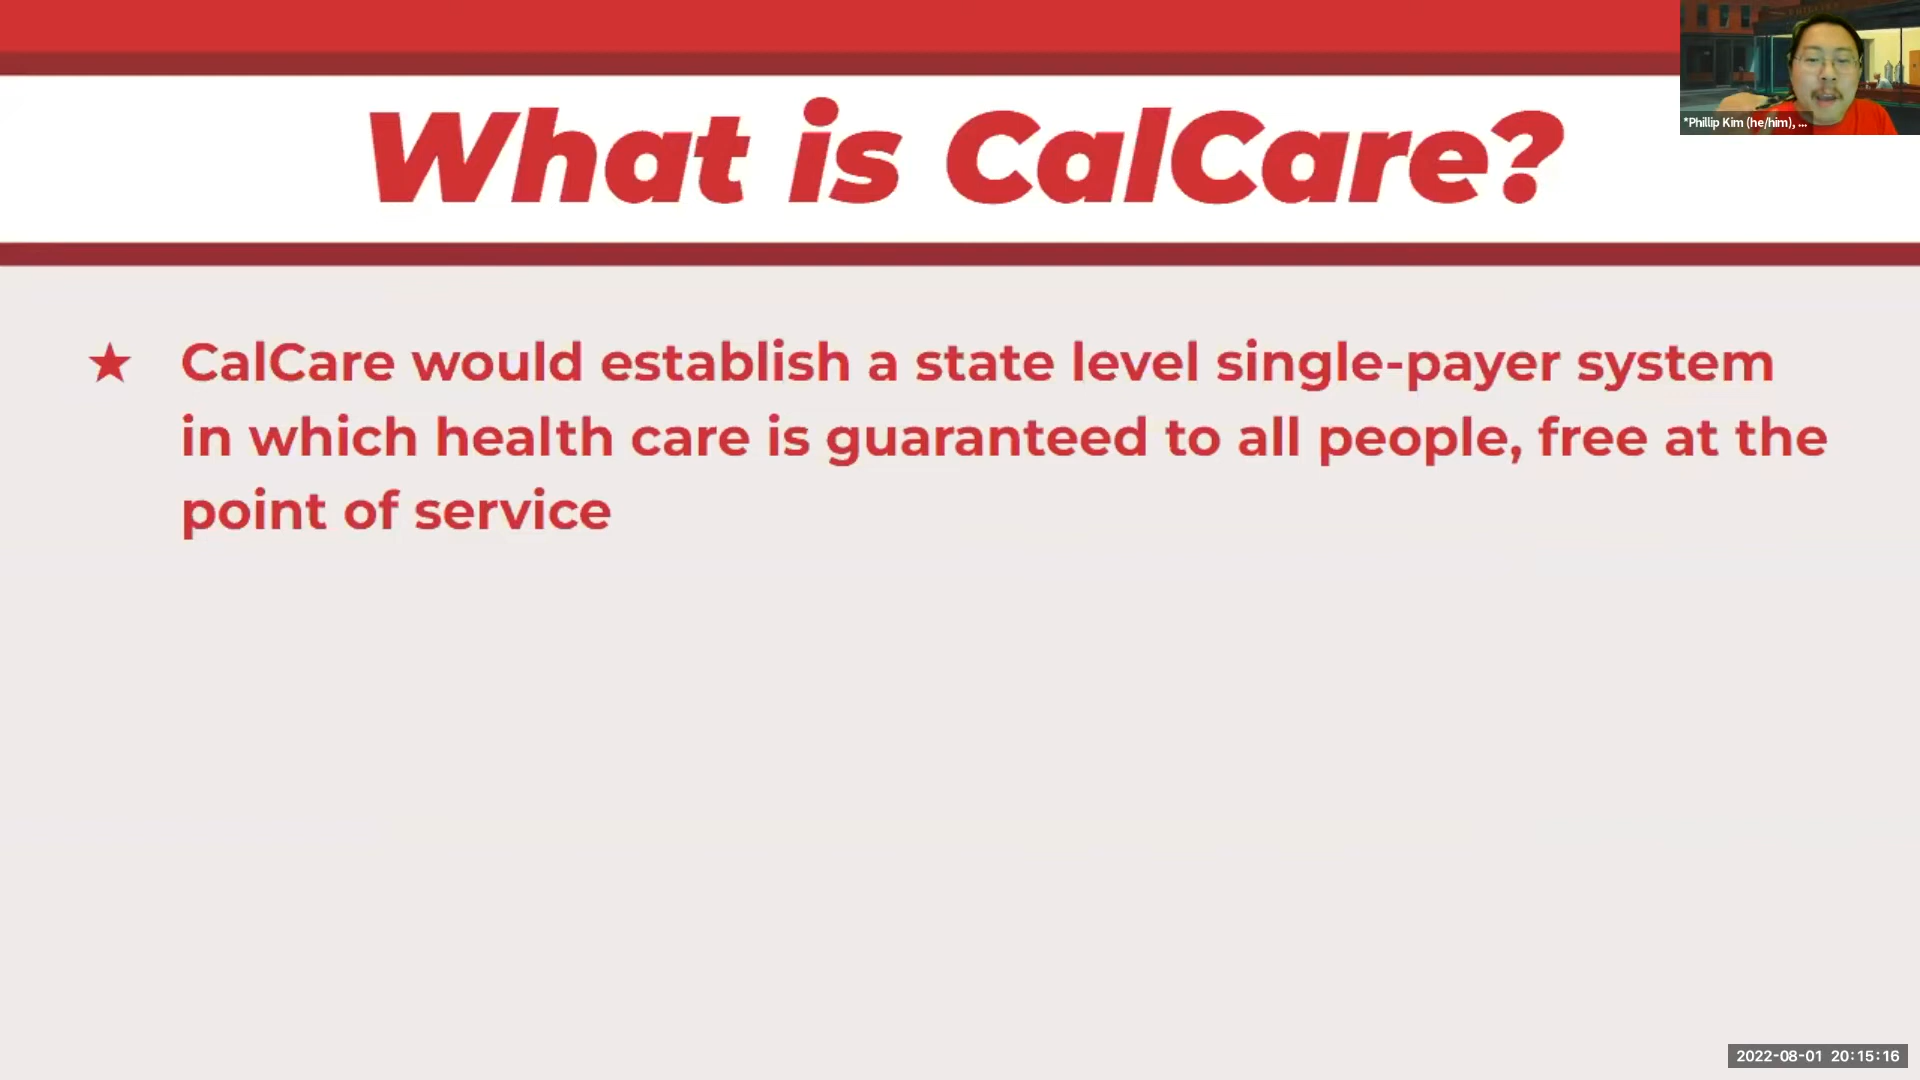 What is CalCare?
*Phillip Kim (he/him), ...
★ CalCare would establish a state level single-payer system
in which health care is guaranteed to all people, free at the
point of service
2022-08-01 20:15:16